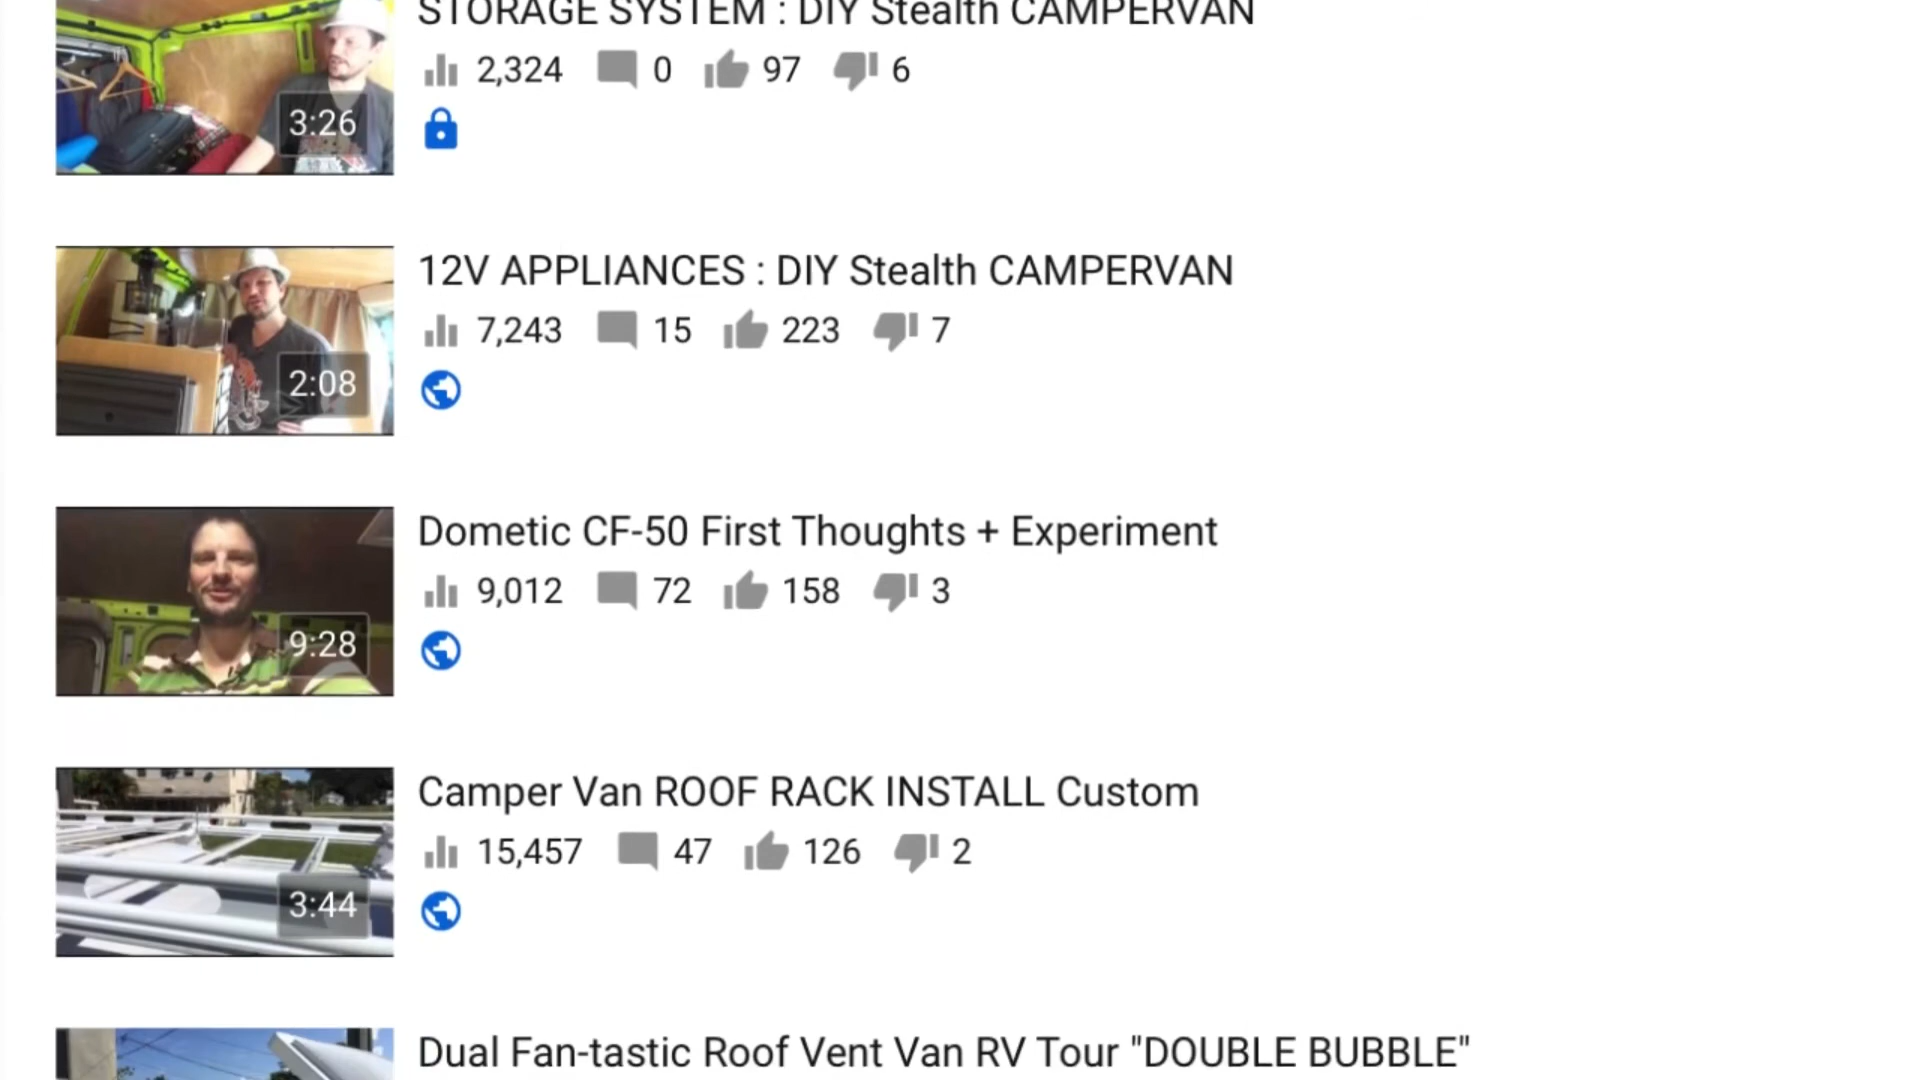 STORAGE SYSTEM : DIY Stealth CAMPERVAN
2,324 0 97 6
3:26
12V APPLIANCES : DIY Stealth CAMPERVAN
7,243 15 223 7
2:08
Dometic CF-50 First Thoughts + Experiment
9,012 72 158 3
9:28
Camper Van ROOF RACK INSTALL Custom
15,457 47 126 2
3:44
Dual Fan-tastic Roof Vent Van RV Tour "DOUBLE BUBBLE"